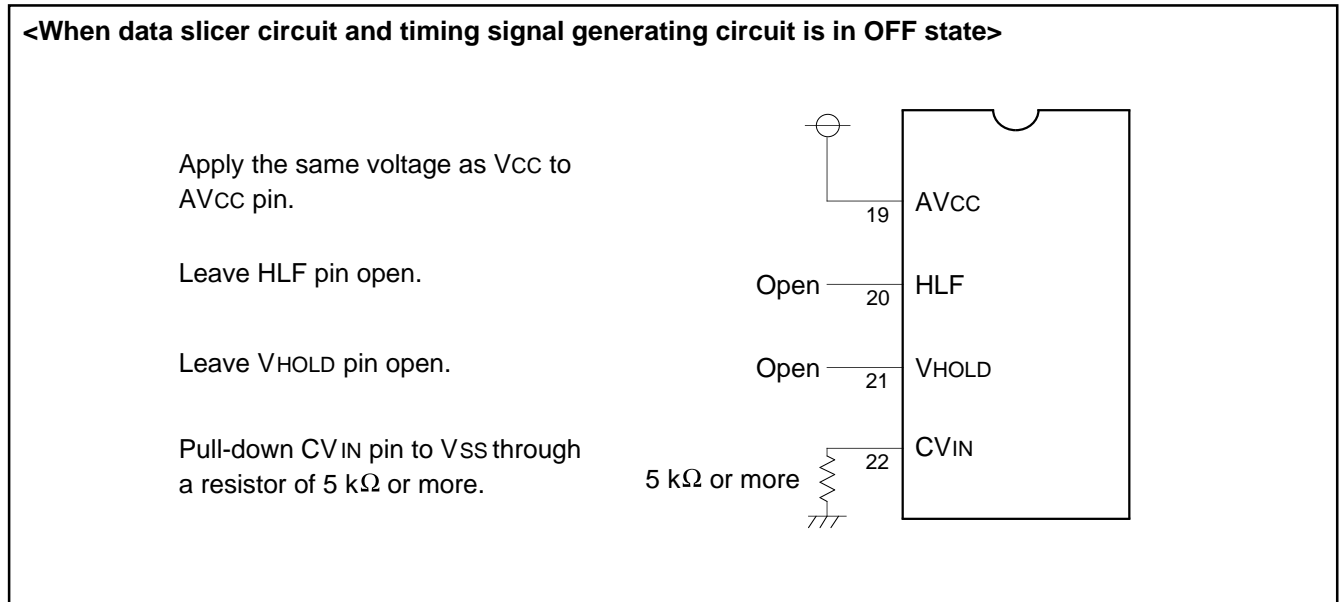 <When data slicer circuit and timing signal generating circuit is in OFF state>
Apply the same voltage as VCC to
AVCC pin.
19 AVCC
Leave HLF pin open.
Open 20 HLF
Leave VHOLD pin open.
Open 21 VHOLD
Pull-down CVIN pin to VSS through
a resistor of 5 kΩ or more.
5 kΩ or more 22 CVIN